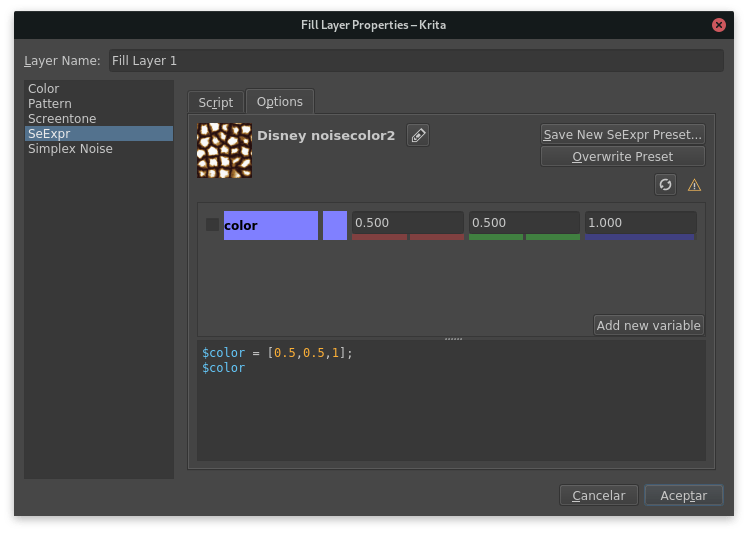 Fill Layer Properties – Krita
Layer Name: Fill Layer 1
Color
Pattern
Screentone
SeExpr
Simplex Noise
Script Options
Disney noisecolor2
Save New SeExpr Preset...
Overwrite Preset
color 0.500 0.500 1.000
Add new variable
$color = [0.5,0.5,1];
$color
Cancelar Aceptar